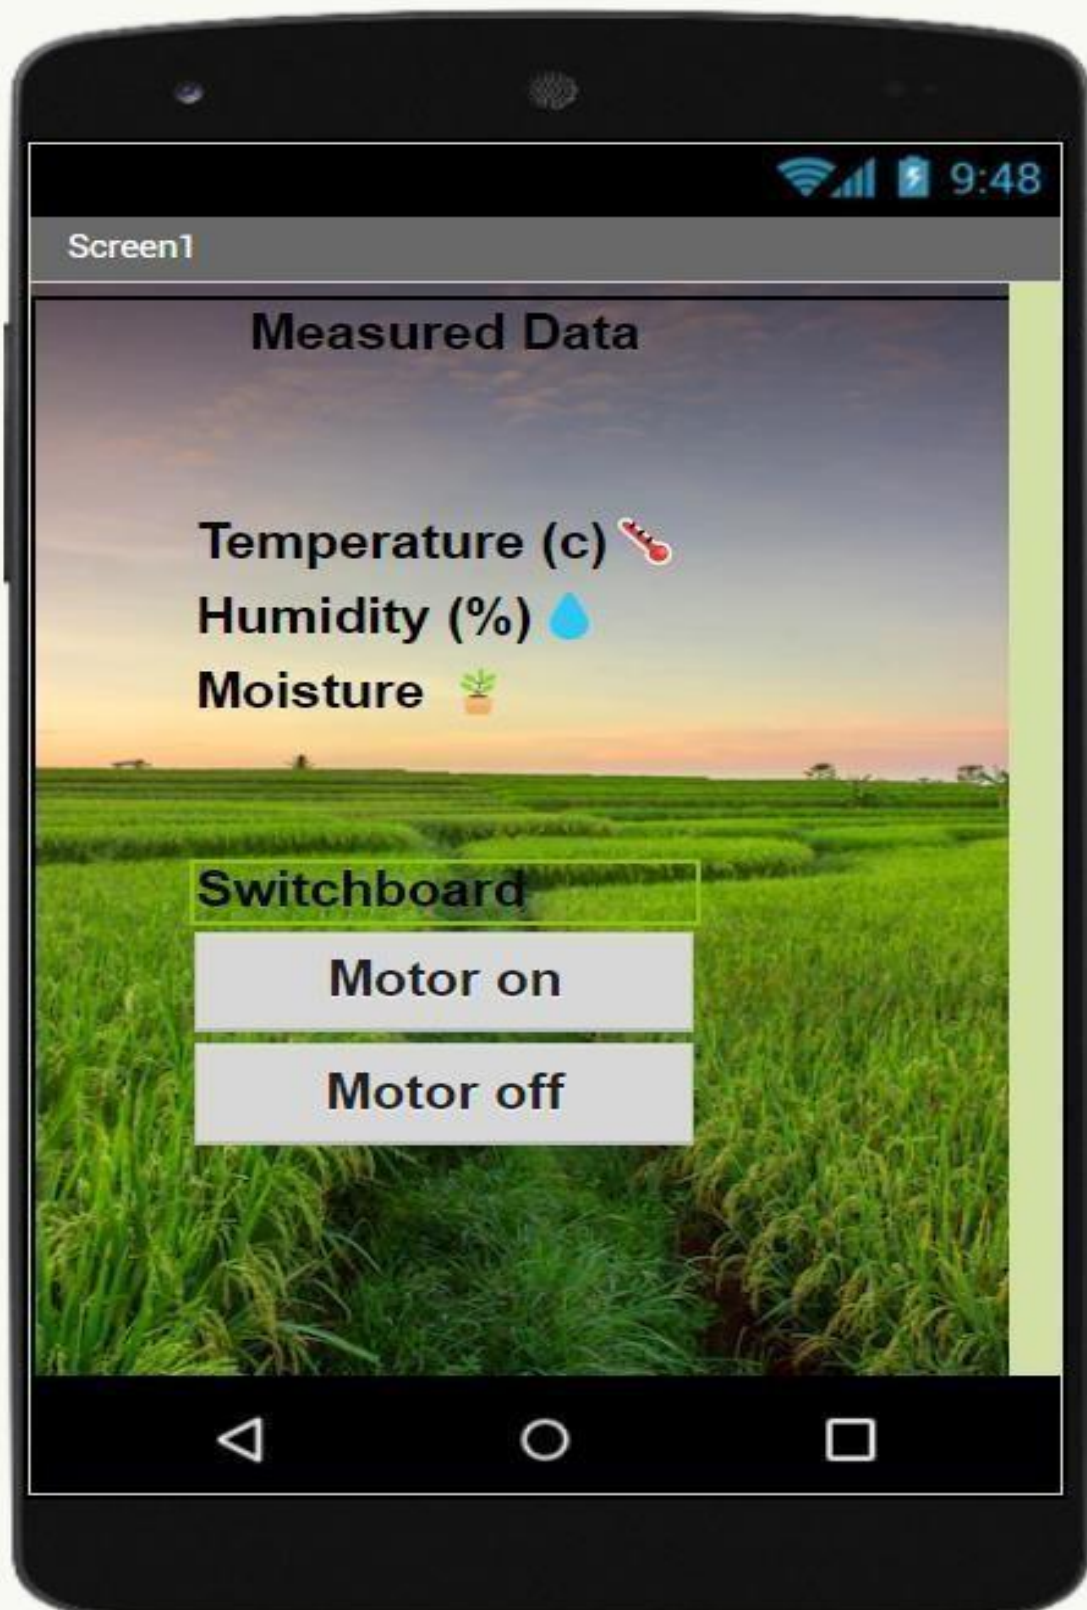 9:48
Screen1
Measured Data
Temperature (c)
Humidity (%)
Moisture
Switchboard
Motor on
Motor off